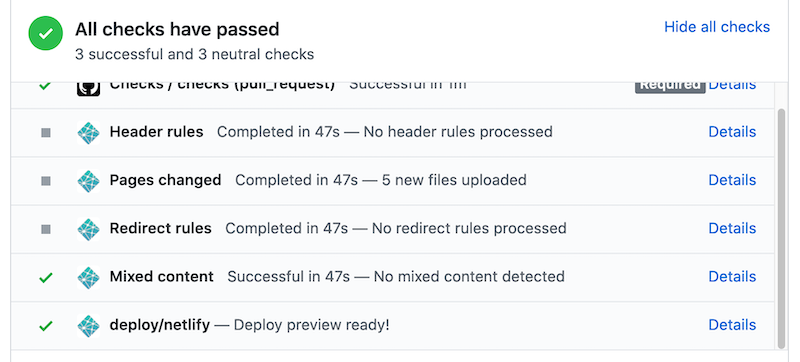 All checks have passed
3 successful and 3 neutral checks
Hide all checks
Checks / checks (pull_request) Successful in 1m Required Details
Header rules Completed in 47s — No header rules processed Details
Pages changed Completed in 47s — 5 new files uploaded Details
Redirect rules Completed in 47s — No redirect rules processed Details
Mixed content Successful in 47s — No mixed content detected Details
deploy/netlify — Deploy preview ready! Details